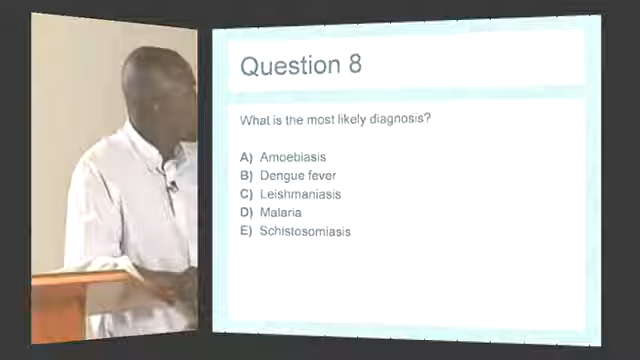 Question 8
What is the most likely diagnosis?
A) Amoebiasis
B) Dengue fever
C) Leishmaniasis
D) Malaria
E) Schistosomiasis